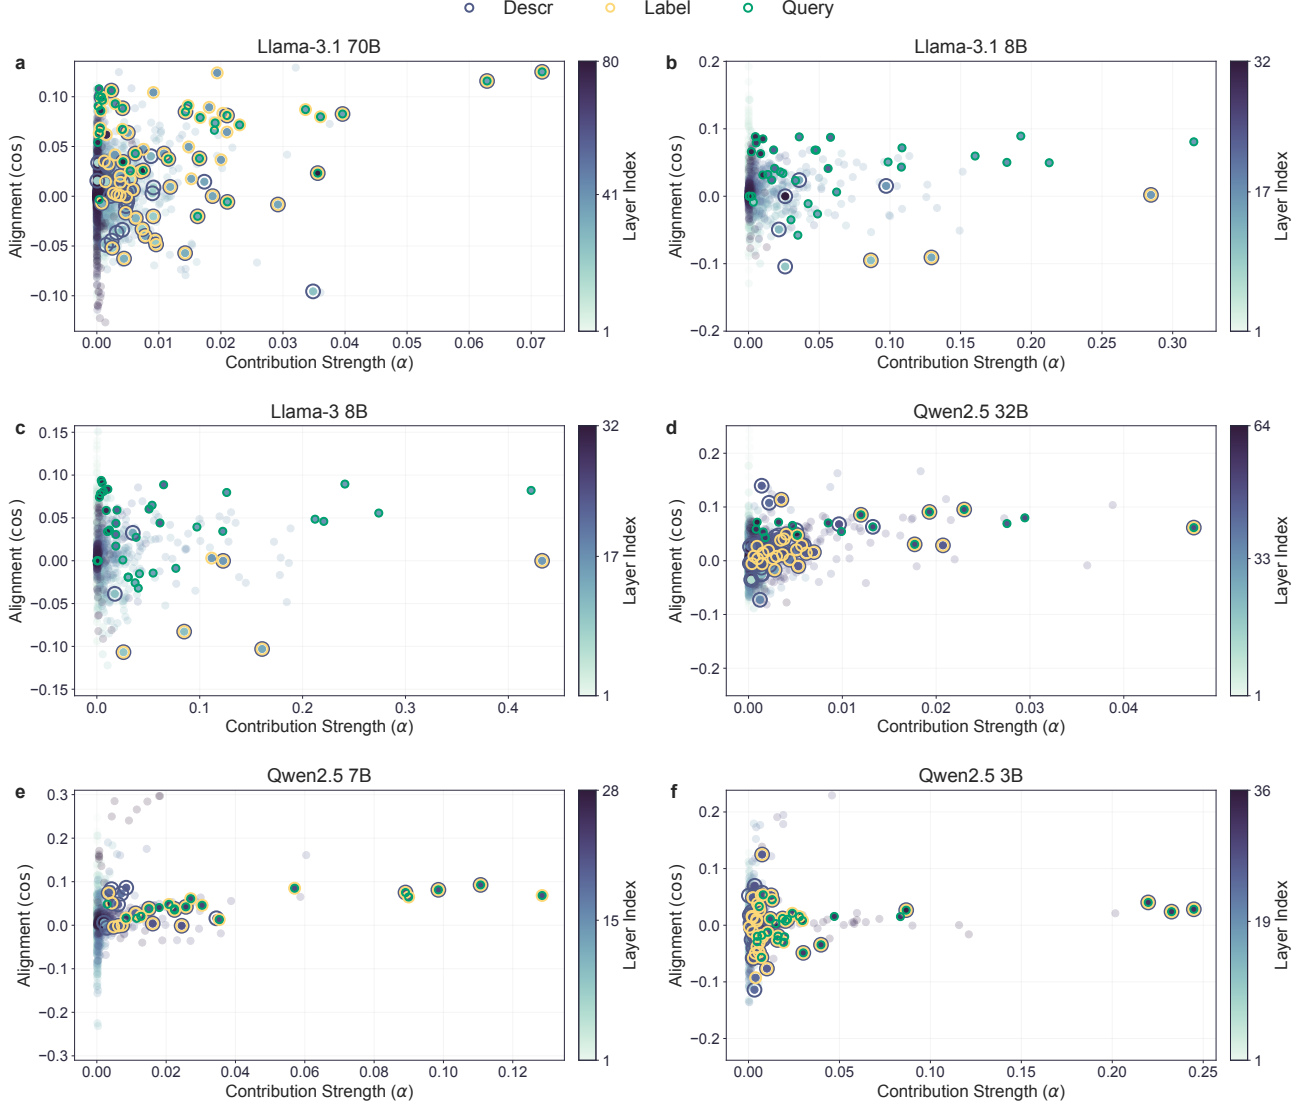 Descr Label Query
Llama-3.1 70B
a
Alignment (cos)
0.10
0.05
0.00
−0.05
−0.10
0.00 0.01 0.02 0.03 0.04 0.05 0.06 0.07
Contribution Strength (α)
80
41
1
Layer Index
Llama-3.1 8B
b
Alignment (cos)
0.2
0.1
0.0
−0.1
−0.2
0.00 0.05 0.10 0.15 0.20 0.25 0.30
Contribution Strength (α)
32
17
1
Layer Index
Llama-3 8B
c
Alignment (cos)
0.15
0.10
0.05
0.00
−0.05
−0.10
−0.15
0.0 0.1 0.2 0.3 0.4
Contribution Strength (α)
32
17
1
Layer Index
Qwen2.5 32B
d
Alignment (cos)
0.2
0.1
0.0
−0.1
−0.2
0.00 0.01 0.02 0.03 0.04
Contribution Strength (α)
64
33
1
Layer Index
Qwen2.5 7B
e
Alignment (cos)
0.3
0.2
0.1
0.0
−0.1
−0.2
−0.3
0.00 0.02 0.04 0.06 0.08 0.10 0.12
Contribution Strength (α)
28
15
1
Layer Index
Qwen2.5 3B
f
Alignment (cos)
0.2
0.1
0.0
−0.1
−0.2
0.00 0.05 0.10 0.15 0.20 0.25
Contribution Strength (α)
36
19
1
Layer Index